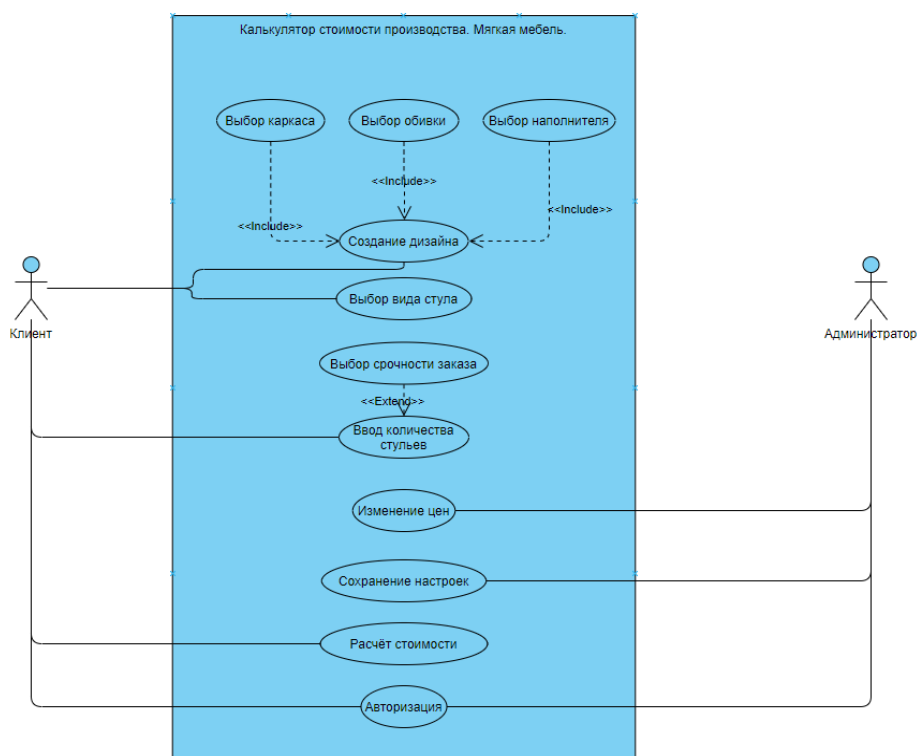 Калькулятор стоимости производства. Мягкая мебель.
Выбор каркаса
Выбор обивки
Выбор наполнителя
<<Include>>
<<Include>>
<<Include>>
Создание дизайна
Выбор вида стула
Клиент
Администратор
Выбор срочности заказа
<<Extend>>
Ввод количества
стульев
Изменение цен
Сохранение настроек
Расчёт стоимости
Авторизация